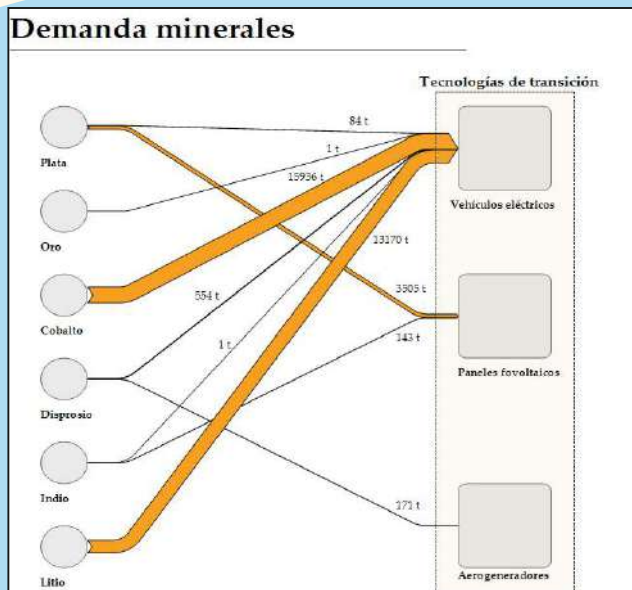 Demanda minerales
Tecnologías de transición
84 t
Plata
1 t
15936 t
Vehículos eléctricos
Oro
13170 t
554 t
3505 t
Cobalto
143 t
1 t
Paneles fovoltaicos
Disprosio
Indio
171 t
Aerogeneradores
Litio